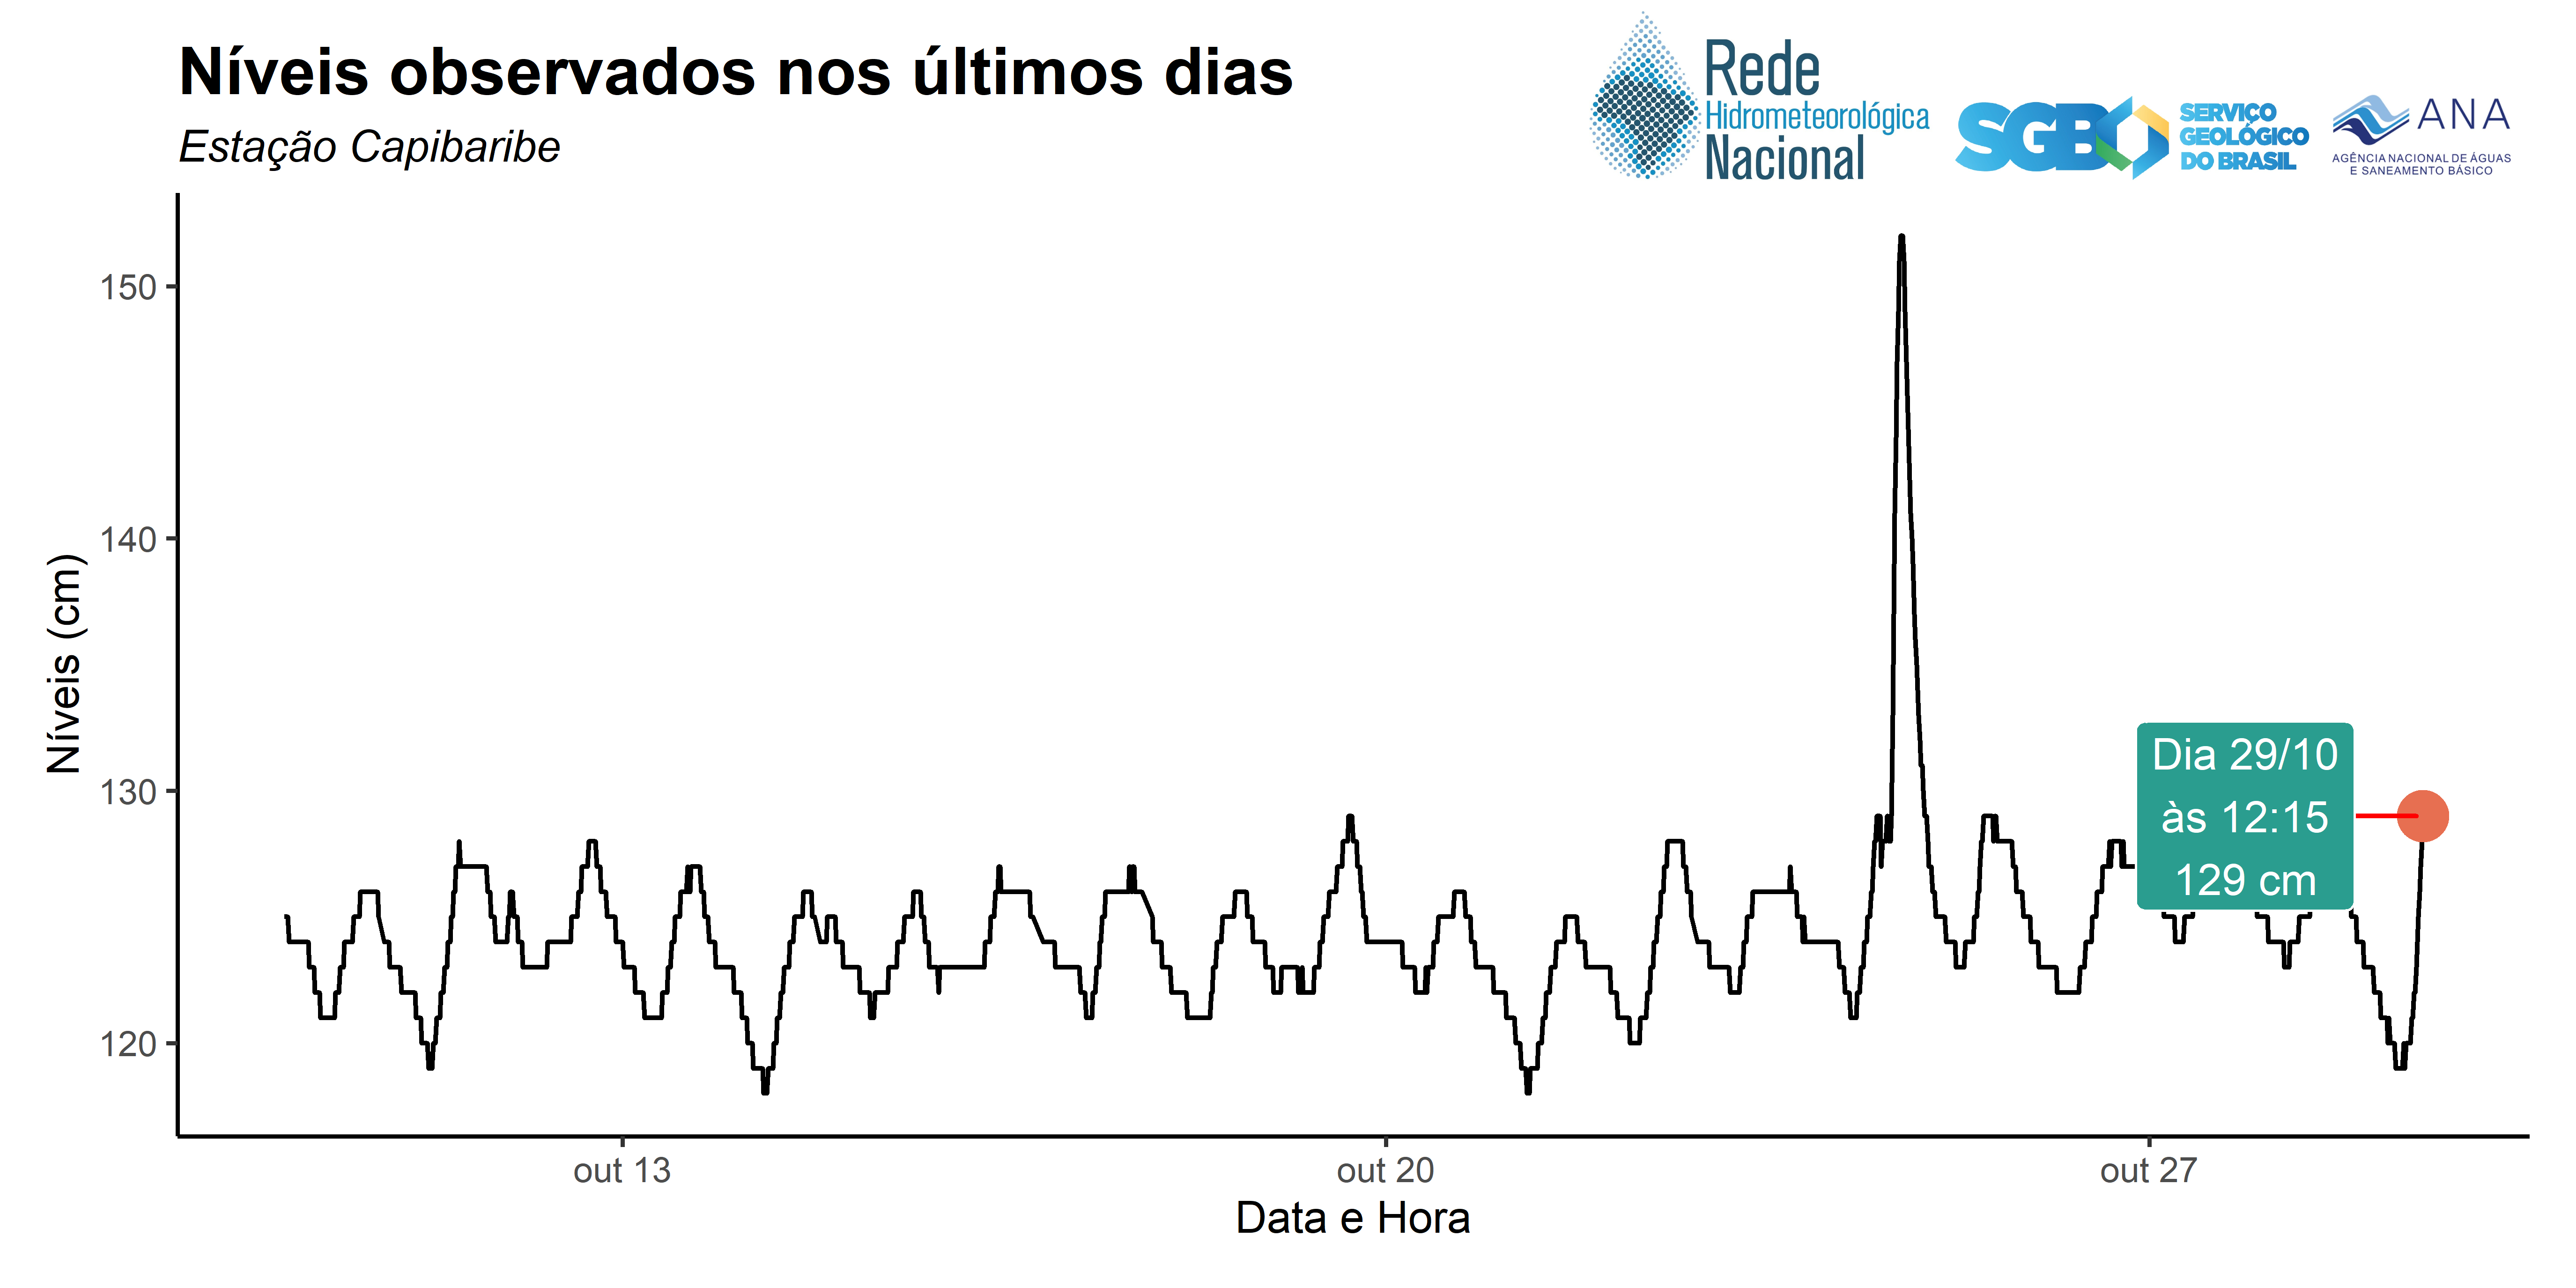 Níveis observados nos últimos dias
Estação Capibaribe
Rede
Hidrometeorológica
Nacional
SGB
SERVIÇO
GEOLÓGICO
DO BRASIL
ANA
AGÊNCIA NACIONAL DE ÁGUAS
E SANEAMENTO BÁSICO
Níveis (cm)
150
140
130
120
Dia 29/10
às 12:15
129 cm
out 13
out 20
out 27
Data e Hora